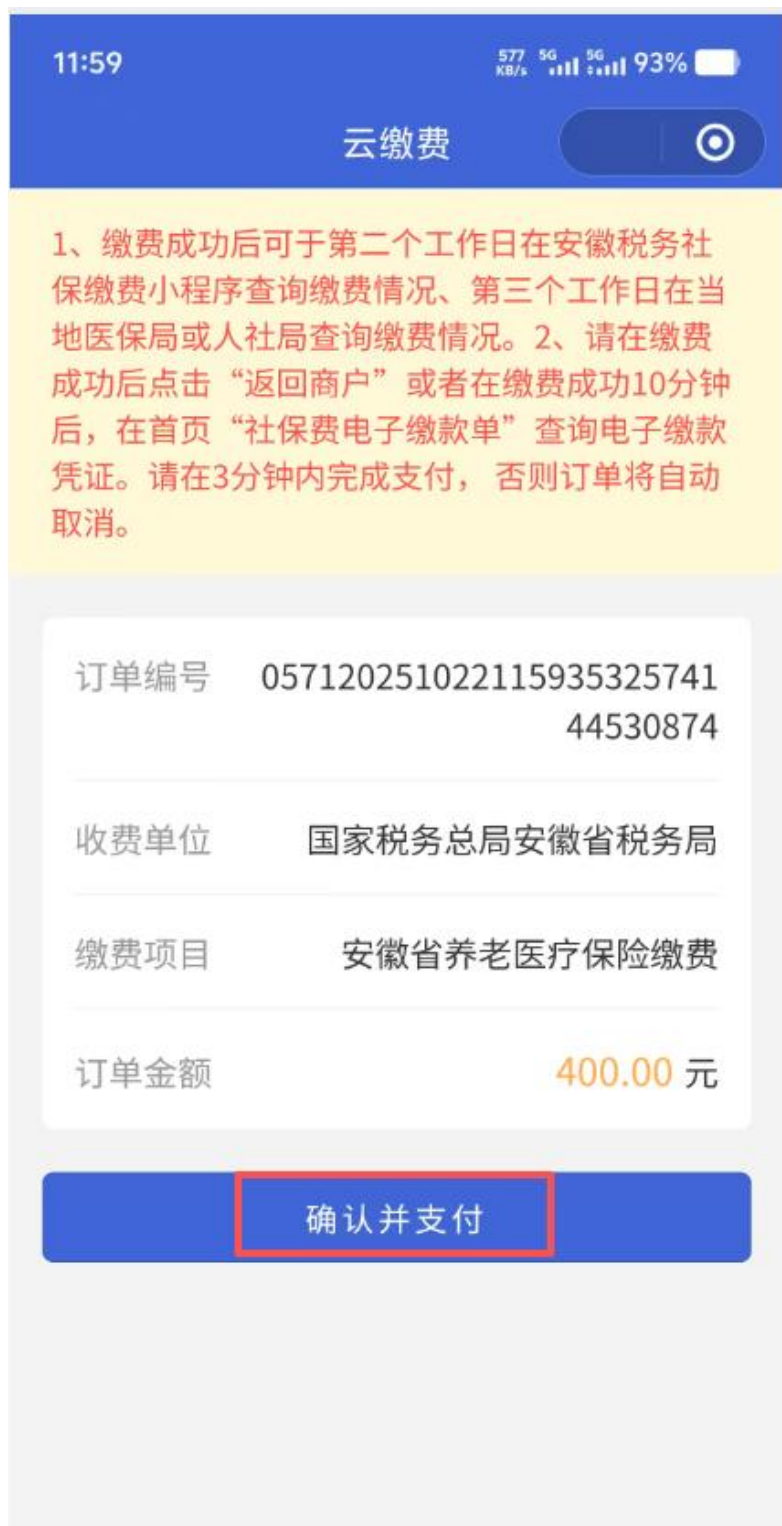 11:59
577 KB/s 5G 5G 93%
云缴费
1、缴费成功后可于第二个工作日在安徽税务社
保缴费小程序查询缴费情况、第三个工作日在当
地医保局或人社局查询缴费情况。2、请在缴费
成功后点击“返回商户”或者在缴费成功10分钟
后，在首页“社保费电子缴款单”查询电子缴款
凭证。请在3分钟内完成支付，否则订单将自动
取消。
订单编号 057120251022115935325741
44530874
收费单位 国家税务总局安徽省税务局
缴费项目 安徽省养老医疗保险缴费
订单金额 400.00 元
确认并支付